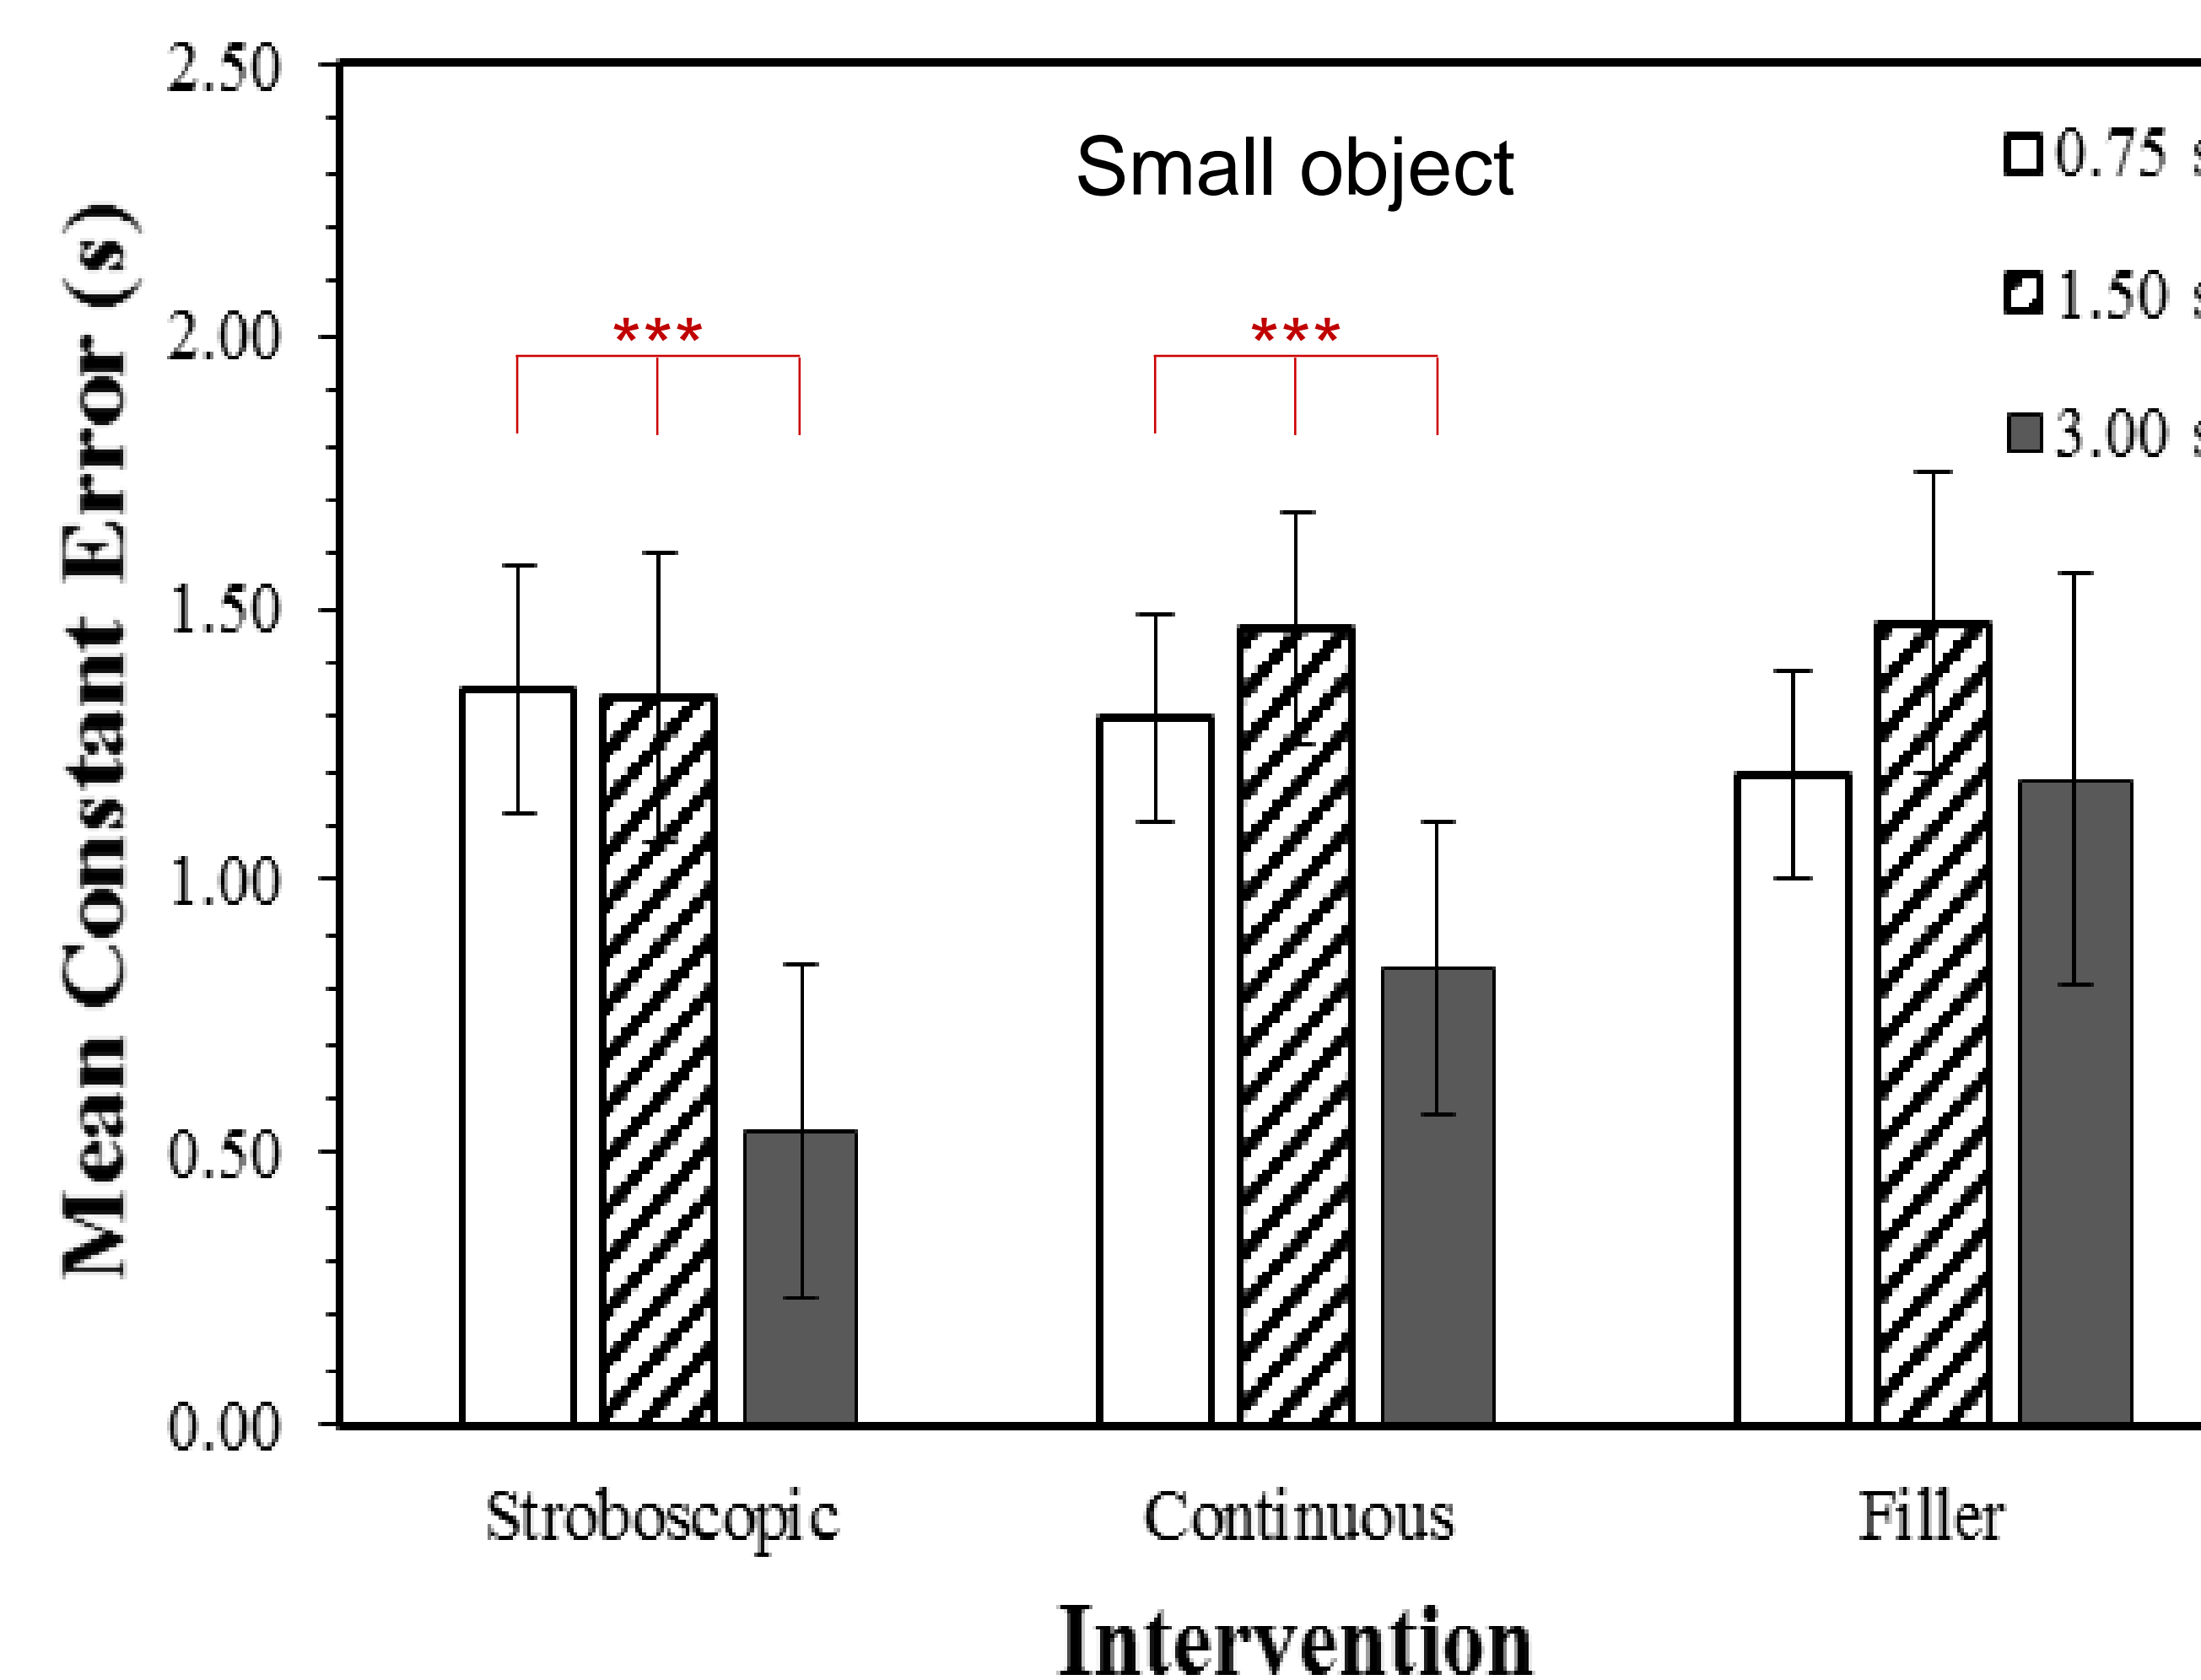 Mean Constant Error (s)
2.50
2.00
1.50
1.00
0.50
0.00
Small object
0.75 s
1.50 s
3.00 s
***
***
Stroboscopic
Continuous
Filler
Intervention